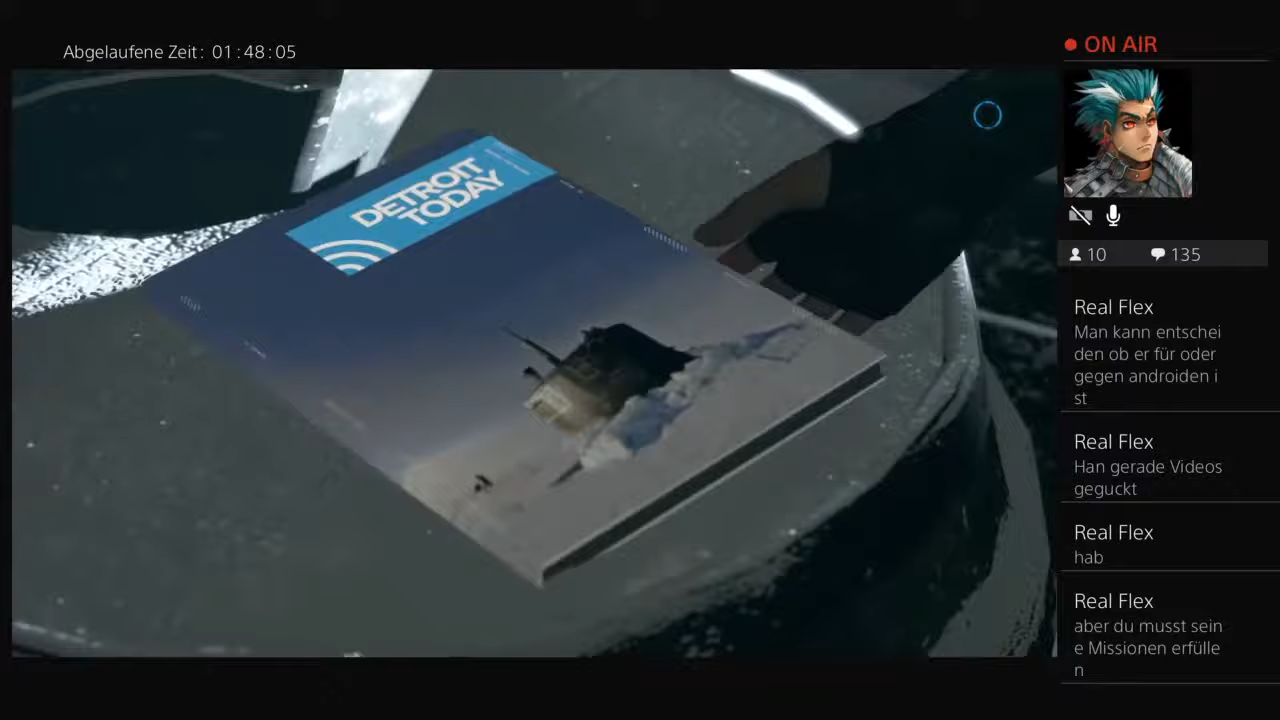 Abgelaufene Zeit: 01:48:05
ON AIR
DETROIT
TODAY
10 135
Real Flex
Man kann entschei
den ob er für oder
gegen androiden i
st
Real Flex
Han gerade Videos
geguckt
Real Flex
hab
Real Flex
aber du musst sein
e Missionen erfülle
n